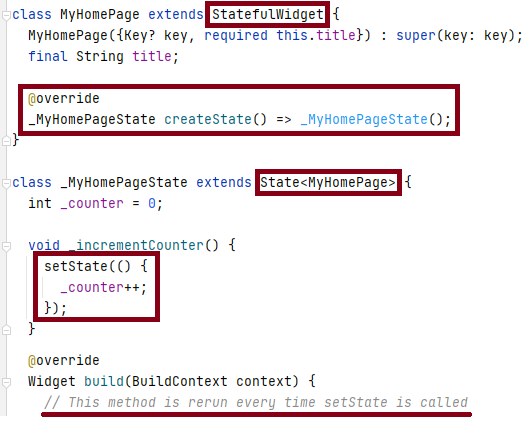 class MyHomePage extends StatefulWidget {
MyHomePage({Key? key, required this.title}) : super(key: key);
final String title;
@override
_MyHomePageState createState() => _MyHomePageState();
}
class _MyHomePageState extends State<MyHomePage> {
int _counter = 0;
void _incrementCounter() {
setState(() {
_counter++;
});
}
@override
Widget build(BuildContext context) {
// This method is rerun every time setState is called